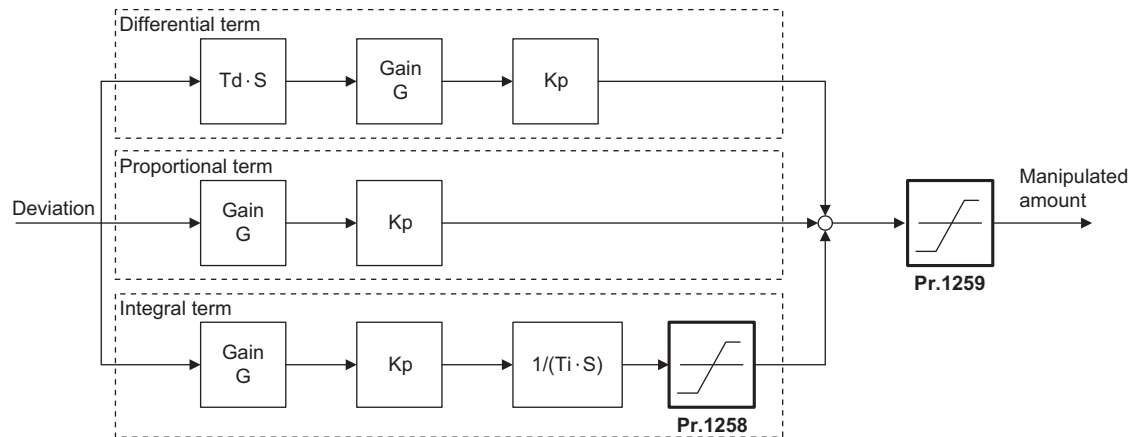 Differential term
Td · S
Gain
G
Kp
Proportional term
Deviation
Gain
G
Kp
Manipulated
amount
Pr.1259
Integral term
Gain
G
Kp
1/(Ti · S)
Pr.1258